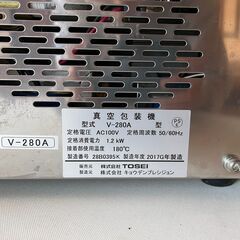 V-280A
真空包装機
型式 V-280A 型
定格電圧 AC100V 定格周波数 50/60Hz
定格消費電力 1.2kW
接着部使用温度 180℃
製造番号 28B0395K 製造年度 2017年製造
販売元 株式会社 TOSEI
製造元 株式会社 キョウデンプレシジョン